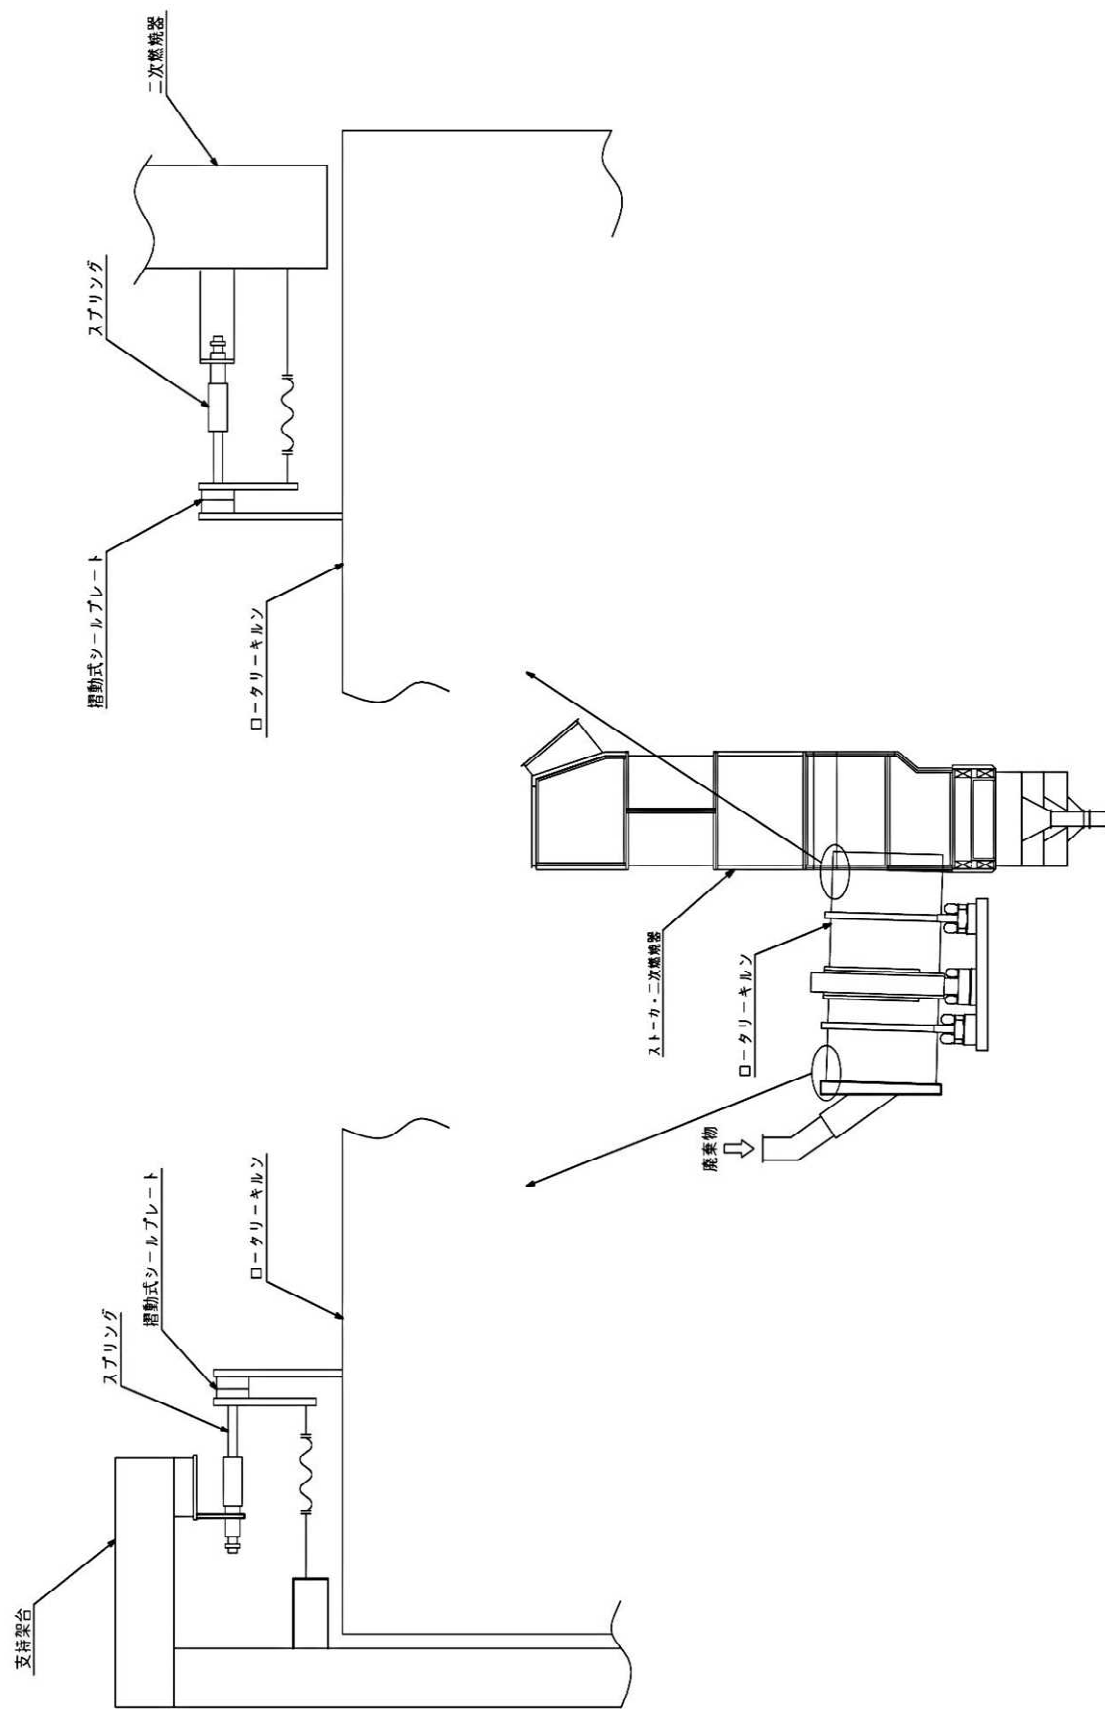 支持架台
スプリング
摺動式シールプレート
ロータリーキルン
摺動式シールプレート
スプリング
二次燃焼器
ロータリーキルン
ストーカ・二次燃焼器
ロータリーキルン
廃棄物